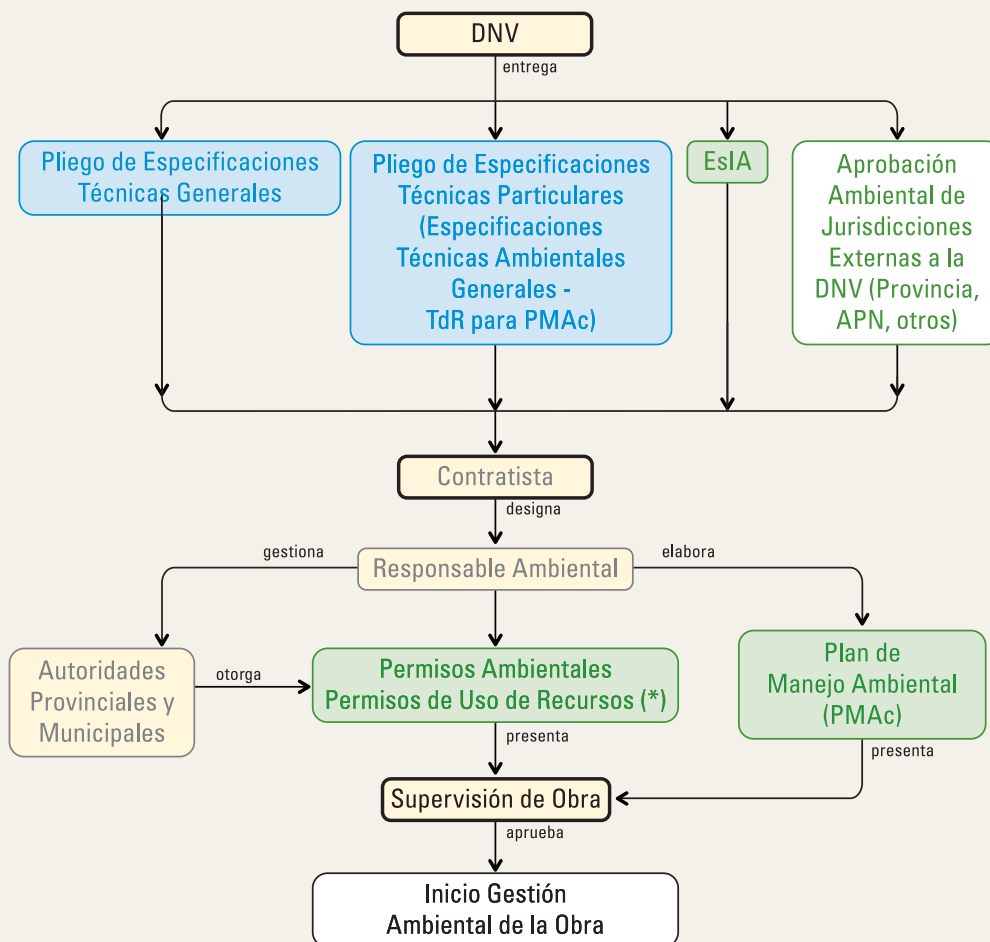 DNV
entrega
Pliego de Especificaciones
Técnicas Generales
Pliego de Especificaciones
Técnicas Particulares
(Especificaciones
Técnicas Ambientales
Generales -
TdR para PMAc)
EsIA
Aprobación
Ambiental de
Jurisdicciones
Externas a la
DNV (Provincia,
APN, otros)
Contratista
designa
gestiona
Responsable Ambiental
elabora
Autoridades
Provinciales y
Municipales
otorga
Permisos Ambientales
Permisos de Uso de Recursos (*)
presenta
Plan de
Manejo Ambiental
(PMAc)
presenta
Supervisión de Obra
aprueba
Inicio Gestión
Ambiental de la Obra